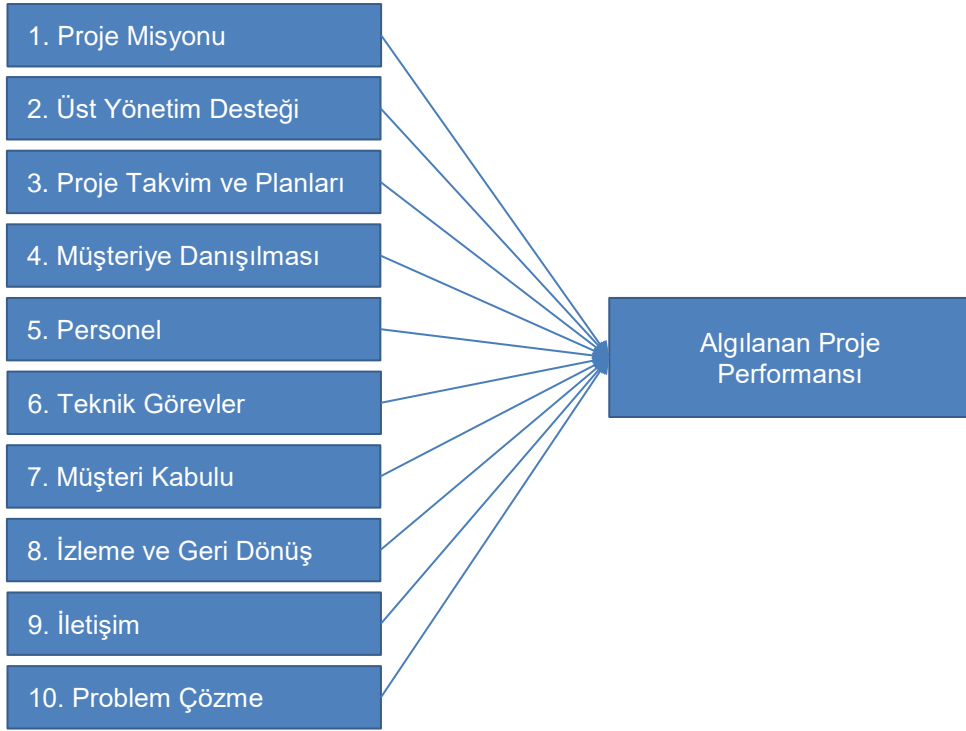 1. Proje Misyonu
2. Üst Yönetim Desteği
3. Proje Takvim ve Planları
4. Müşteriye Danışılması
5. Personel
6. Teknik Görevler
7. Müşteri Kabulu
8. İzleme ve Geri Dönüş
9. İletişim
10. Problem Çözme
Algılanan Proje
Performansı